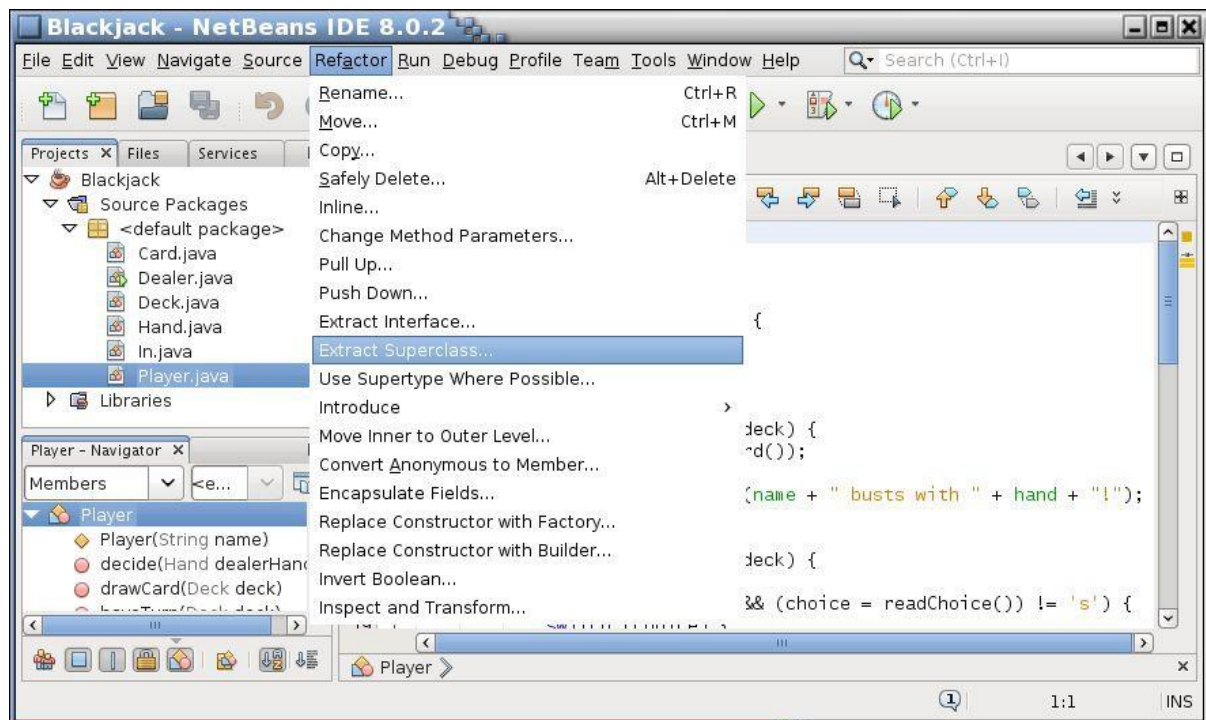 Blackjack - NetBeans IDE 8.0.2
File Edit View Navigate Source Refactor Run Debug Profile Team Tools Window Help Search (Ctrl+I)
Rename... Ctrl+R
Move... Ctrl+M
Copy...
Safely Delete... Alt+Delete
Inline...
Change Method Parameters...
Pull Up...
Push Down...
Extract Interface...
Extract Superclass...
Use Supertype Where Possible...
Introduce
Move Inner to Outer Level...
Convert Anonymous to Member...
Encapsulate Fields...
Replace Constructor with Factory...
Replace Constructor with Builder...
Invert Boolean...
Inspect and Transform...
Projects Files Services
Blackjack
Source Packages
<default package>
Card.java
Dealer.java
Deck.java
Hand.java
In.java
Player.java
Libraries
Player - Navigator
Members <e...
Player
Player(String name)
decide(Hand dealerHand
drawCard(Deck deck)
{
deck) {
rd());
(name + " busts with " + hand + "!");
deck) {
&& (choice = readChoice()) != 's') {
Player
1 1:1 INS